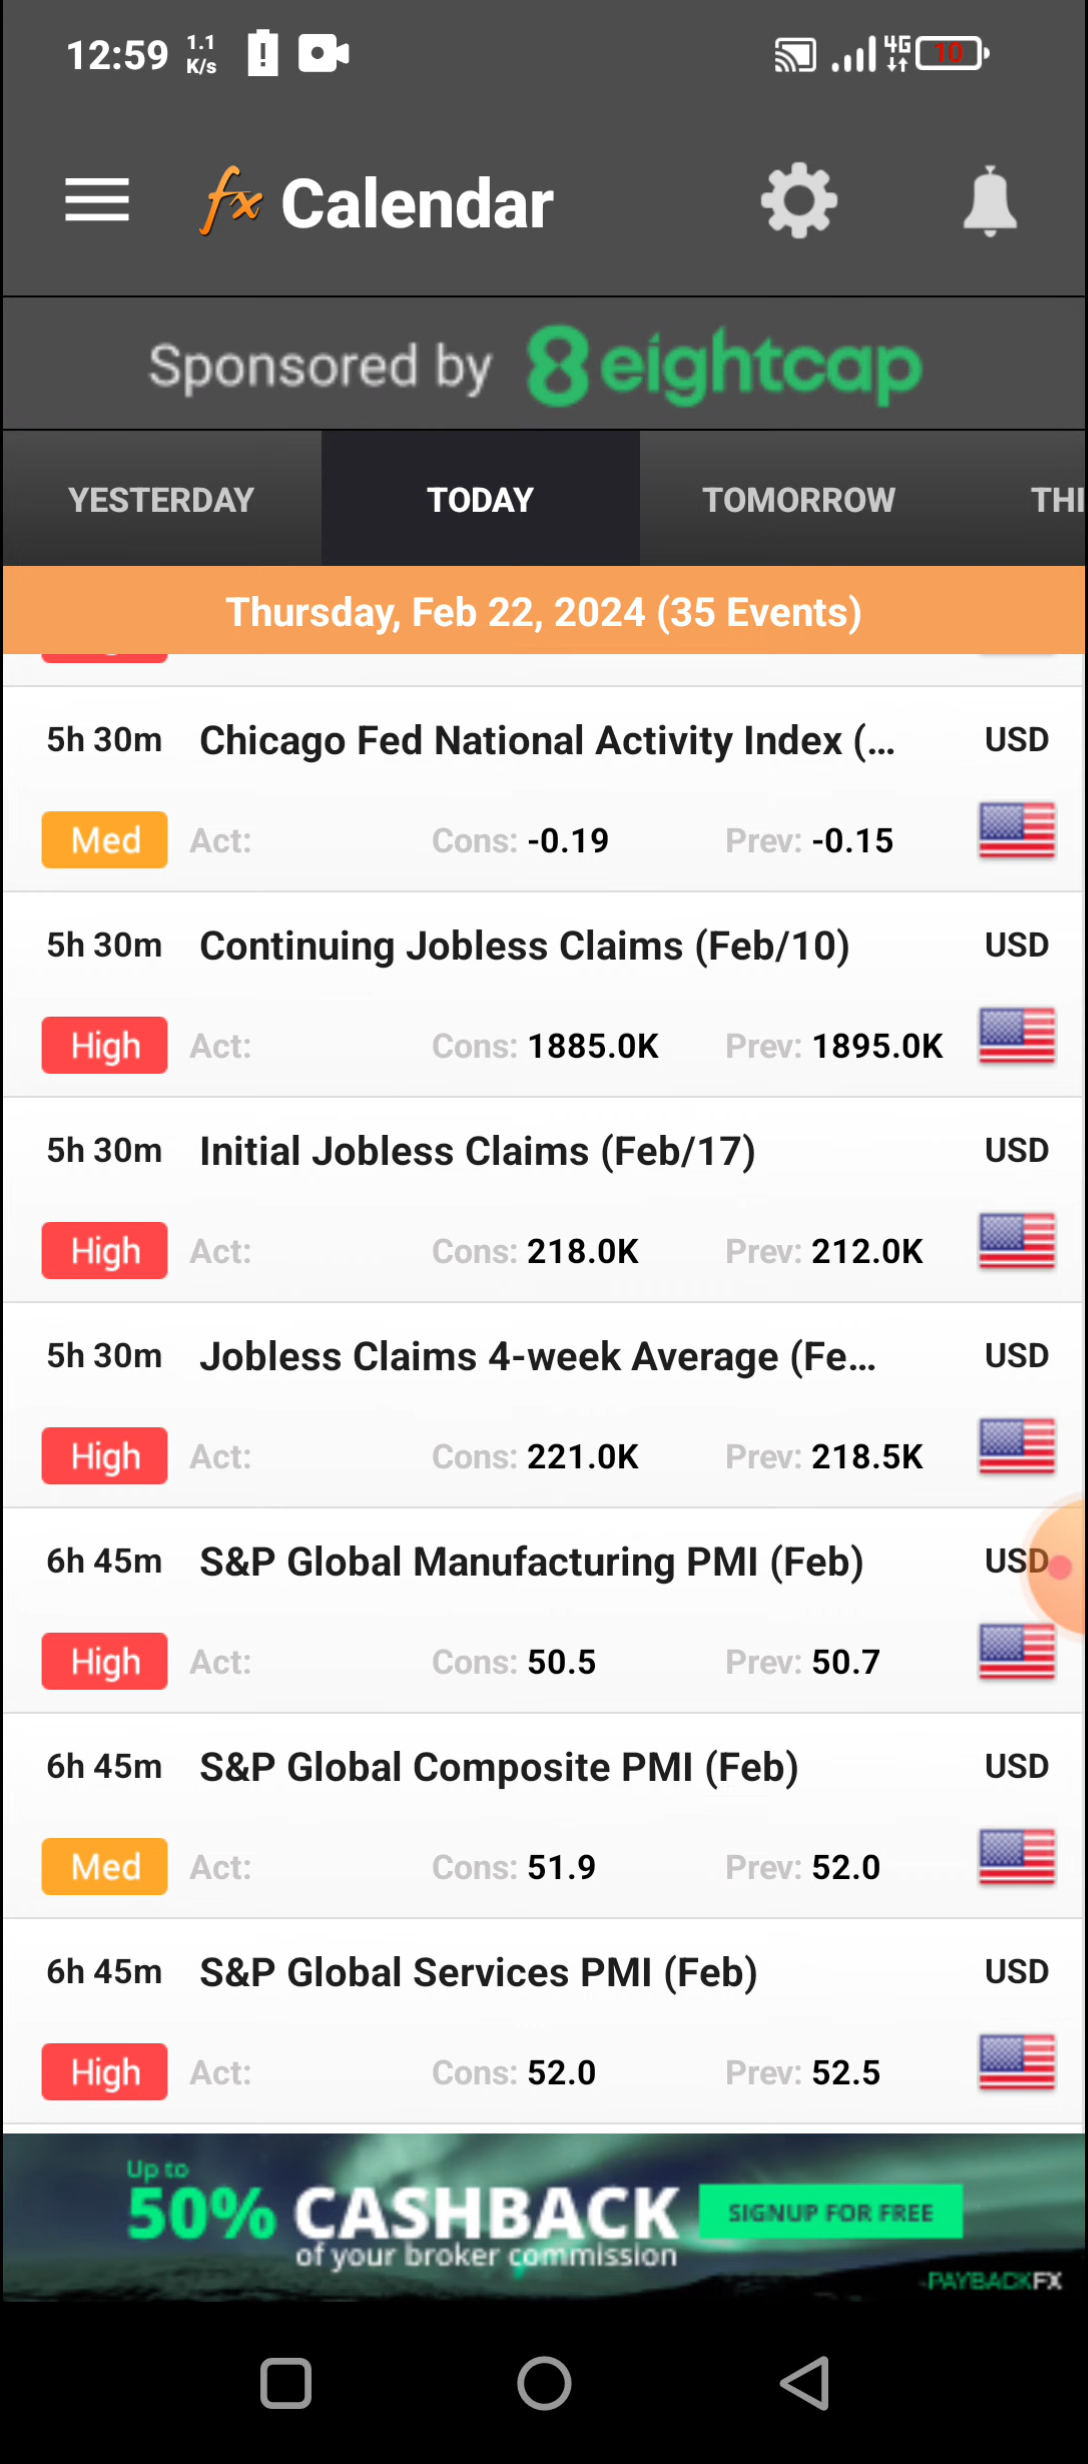 12:59 1.1 K/s 4G 10
fx Calendar
Sponsored by 8 eightcap
YESTERDAY TODAY TOMORROW THI
Thursday, Feb 22, 2024 (35 Events)
5h 30m Chicago Fed National Activity Index (... USD
Med Act: Cons: -0.19 Prev: -0.15
5h 30m Continuing Jobless Claims (Feb/10) USD
High Act: Cons: 1885.0K Prev: 1895.0K
5h 30m Initial Jobless Claims (Feb/17) USD
High Act: Cons: 218.0K Prev: 212.0K
5h 30m Jobless Claims 4-week Average (Fe... USD
High Act: Cons: 221.0K Prev: 218.5K
6h 45m S&P Global Manufacturing PMI (Feb) USD
High Act: Cons: 50.5 Prev: 50.7
6h 45m S&P Global Composite PMI (Feb) USD
Med Act: Cons: 51.9 Prev: 52.0
6h 45m S&P Global Services PMI (Feb) USD
High Act: Cons: 52.0 Prev: 52.5
Up to
50% CASHBACK SIGNUP FOR FREE
of your broker commission
PAYBACKFX